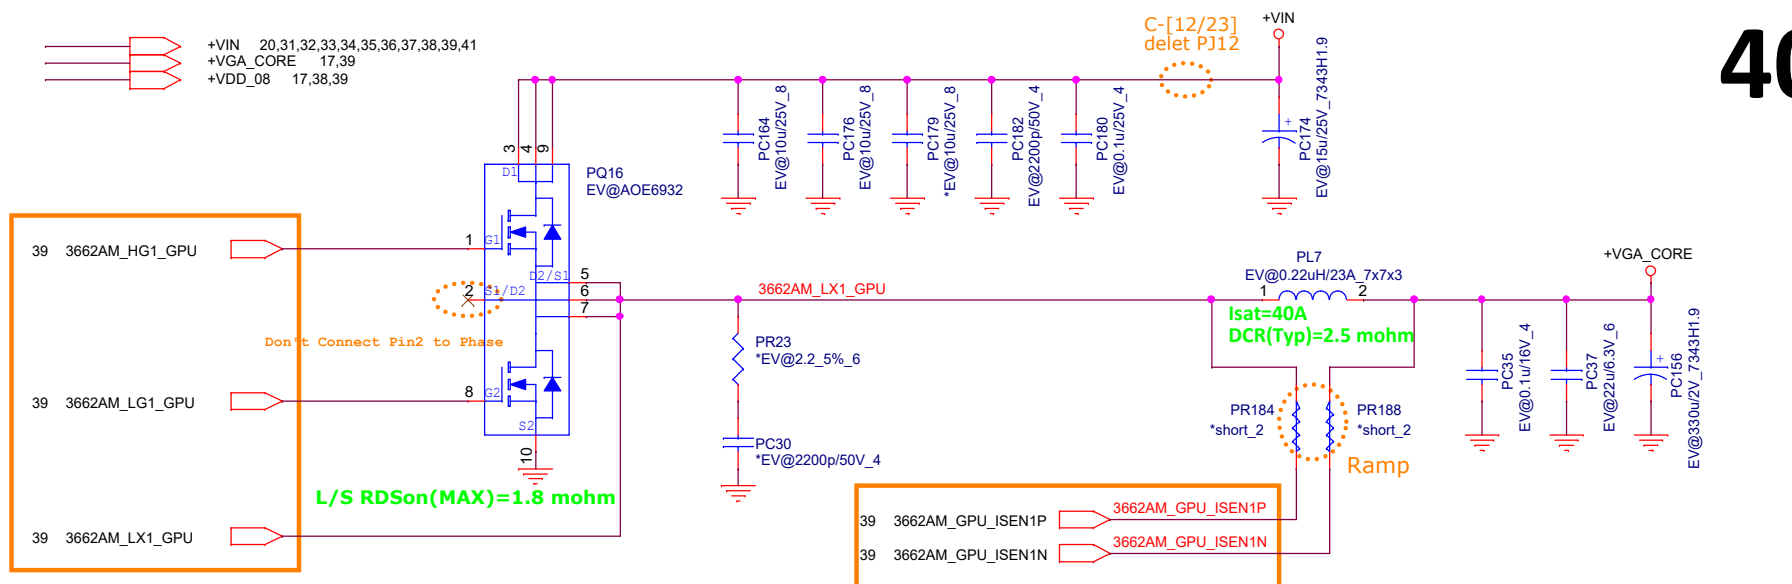 +VIN 20,31,32,33,34,35,36,37,38,39,41
+VGA_CORE 17,39
+VDD_08 17,38,39
C-[12/23]
delet PJ12
+VIN
40
3 4 9
D1
PQ16
EV@AOE6932
PC164
EV@10u/25V_8
PC176
EV@10u/25V_8
PC179
*EV@10u/25V_8
PC182
EV@2200p/50V_4
PC180
EV@0.1u/25V_4
+
PC174
EV@15u/25V_7343H1.9
39 3662AM_HG1_GPU
1
G1
D2/S1
5
2
S1/D2
6
7
3662AM_LX1_GPU
Don't Connect Pin2 to Phase
39 3662AM_LG1_GPU
8
G2
S2
10
L/S RDSon(MAX)=1.8 mohm
39 3662AM_LX1_GPU
PR23
*EV@2.2_5%_6
PC30
*EV@2200p/50V_4
PL7
EV@0.22uH/23A_7x7x3
1 2
Isat=40A
DCR(Typ)=2.5 mohm
+VGA_CORE
PR184
*short_2
PR188
*short_2
Ramp
PC35
EV@0.1u/16V_4
PC37
EV@22u/6.3V_6
+
PC156
EV@330u/2V_7343H1.9
39 3662AM_GPU_ISEN1P
3662AM_GPU_ISEN1P
39 3662AM_GPU_ISEN1N
3662AM_GPU_ISEN1N